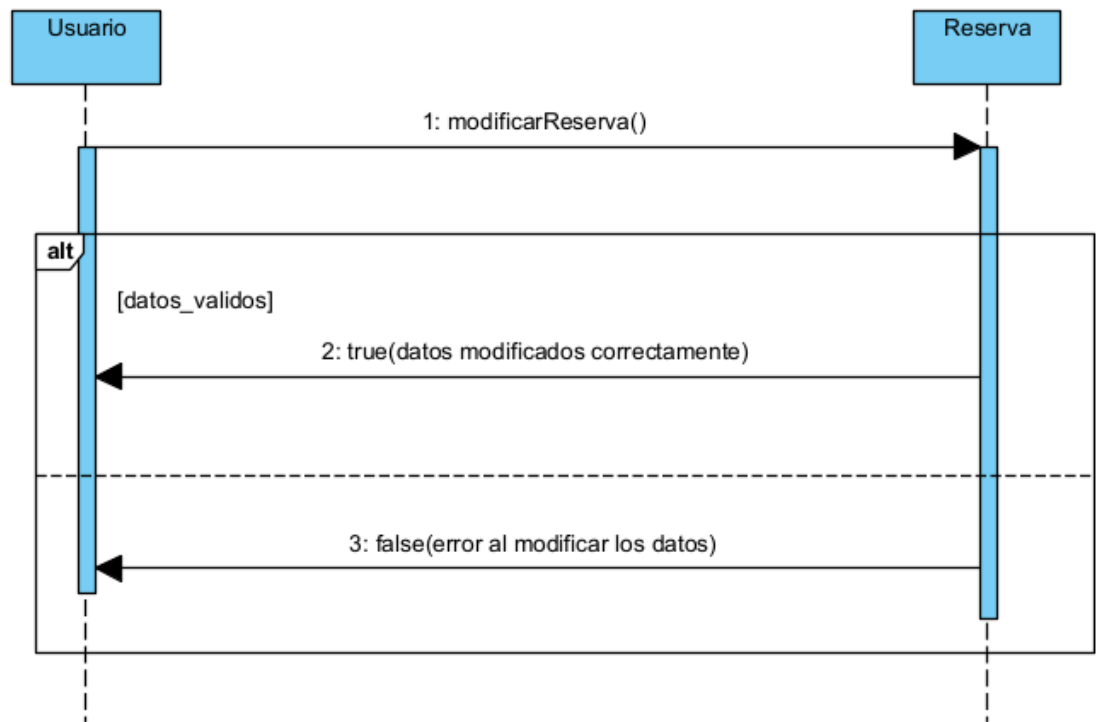 Usuario
Reserva
1: modificarReserva()
alt
[datos_validos]
2: true(datos modificados correctamente)
3: false(error al modificar los datos)